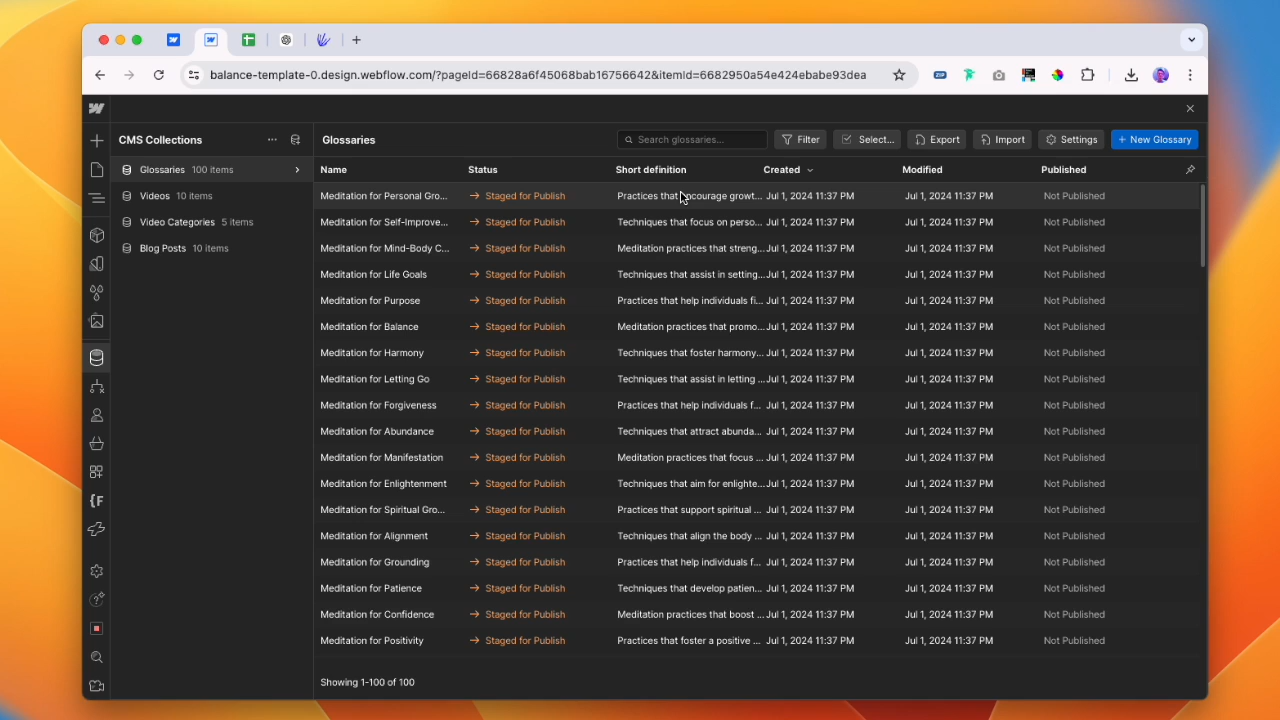 balance-template-0.design.webflow.com/?pageId=66828a6f45068bab16756642&itemId=6682950a54e424ebabe93dea
ZIP
CMS Collections
Glossaries
Search glossaries...
Filter
Select...
Export
Import
Settings
+ New Glossary
Glossaries 100 items
Videos 10 items
Video Categories 5 items
Blog Posts 10 items
Name Status Short definition Created Modified Published
Meditation for Personal Gro... Staged for Publish Practices that encourage growt... Jul 1, 2024 11:37 PM Jul 1, 2024 11:37 PM Not Published
Meditation for Self-Improve... Staged for Publish Techniques that focus on perso... Jul 1, 2024 11:37 PM Jul 1, 2024 11:37 PM Not Published
Meditation for Mind-Body C... Staged for Publish Meditation practices that streng... Jul 1, 2024 11:37 PM Jul 1, 2024 11:37 PM Not Published
Meditation for Life Goals Staged for Publish Techniques that assist in setting... Jul 1, 2024 11:37 PM Jul 1, 2024 11:37 PM Not Published
Meditation for Purpose Staged for Publish Practices that help individuals fi... Jul 1, 2024 11:37 PM Jul 1, 2024 11:37 PM Not Published
Meditation for Balance Staged for Publish Meditation practices that promo... Jul 1, 2024 11:37 PM Jul 1, 2024 11:37 PM Not Published
Meditation for Harmony Staged for Publish Techniques that foster harmony... Jul 1, 2024 11:37 PM Jul 1, 2024 11:37 PM Not Published
Meditation for Letting Go Staged for Publish Techniques that assist in letting ... Jul 1, 2024 11:37 PM Jul 1, 2024 11:37 PM Not Published
Meditation for Forgiveness Staged for Publish Practices that help individuals f... Jul 1, 2024 11:37 PM Jul 1, 2024 11:37 PM Not Published
Meditation for Abundance Staged for Publish Techniques that attract abunda... Jul 1, 2024 11:37 PM Jul 1, 2024 11:37 PM Not Published
Meditation for Manifestation Staged for Publish Meditation practices that focus ... Jul 1, 2024 11:37 PM Jul 1, 2024 11:37 PM Not Published
Meditation for Enlightenment Staged for Publish Techniques that aim for enlighte... Jul 1, 2024 11:37 PM Jul 1, 2024 11:37 PM Not Published
Meditation for Spiritual Gro... Staged for Publish Practices that support spiritual ... Jul 1, 2024 11:37 PM Jul 1, 2024 11:37 PM Not Published
Meditation for Alignment Staged for Publish Techniques that align the body ... Jul 1, 2024 11:37 PM Jul 1, 2024 11:37 PM Not Published
Meditation for Grounding Staged for Publish Practices that help individuals f... Jul 1, 2024 11:37 PM Jul 1, 2024 11:37 PM Not Published
Meditation for Patience Staged for Publish Techniques that develop patien... Jul 1, 2024 11:37 PM Jul 1, 2024 11:37 PM Not Published
Meditation for Confidence Staged for Publish Meditation practices that boost ... Jul 1, 2024 11:37 PM Jul 1, 2024 11:37 PM Not Published
Meditation for Positivity Staged for Publish Practices that foster a positive ... Jul 1, 2024 11:37 PM Jul 1, 2024 11:37 PM Not Published
Showing 1-100 of 100